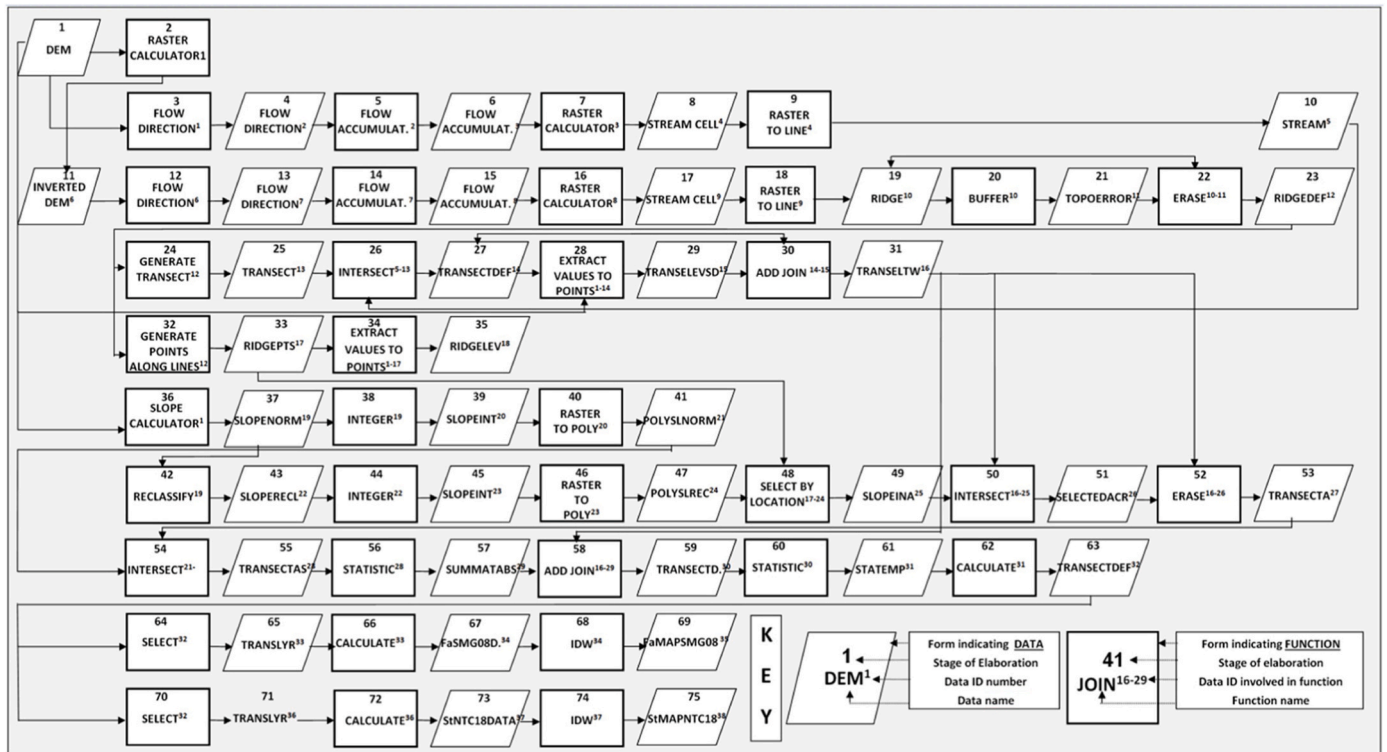 1
DEM
2
RASTER
CALCULATOR1
3
FLOW
DIRECTION¹
4
FLOW
DIRECTION²
5
FLOW
ACCUMULAT. ²
6
FLOW
ACCUMULAT.
7
RASTER
CALCULATOR³
8
STREAM CELL⁴
9
RASTER
TO LINE⁴
10
STREAM⁵
11
INVERTED
DEM⁶
12
FLOW
DIRECTION⁶
13
FLOW
DIRECTION⁷
14
FLOW
ACCUMULAT. ⁷
15
FLOW
ACCUMULAT.
16
RASTER
CALCULATOR⁸
17
STREAM CELL⁹
18
RASTER
TO LINE⁹
19
RIDGE¹⁰
20
BUFFER¹⁰
21
TOPOERROR¹¹
22
ERASE¹⁰⁻¹¹
23
RIDGEDEF¹²
24
GENERATE
TRANSECT¹²
25
TRANSECT¹³
26
INTERSECT⁵⁻¹³
27
TRANSECTDEF¹⁴
28
EXTRACT
VALUES TO
POINTS¹⁻¹⁴
29
TRANSELEVSD¹⁵
30
ADD JOIN ¹⁴⁻¹⁵
31
TRANSELTW¹⁶
32
GENERATE
POINTS
ALONG LINES¹²
33
RIDGEPTS¹⁷
34
EXTRACT
VALUES TO
POINTS¹⁻¹⁷
35
RIDGELEV¹⁸
36
SLOPE
CALCULATOR¹
37
SLOPENORM¹⁹
38
INTEGER¹⁹
39
SLOPEINT²⁰
40
RASTER
TO POLY²⁰
41
POLYSLNORM²¹
42
RECLASSIFY¹⁹
43
SLOPERECL²²
44
INTEGER²²
45
SLOPEINT²³
46
RASTER
TO
POLY²³
47
POLYSLREC²⁴
48
SELECT BY
LOCATION¹⁷⁻²⁴
49
SLOPEINA²⁵
50
INTERSECT¹⁶⁻²⁵
51
SELECTEDACR²⁶
52
ERASE¹⁶⁻²⁶
53
TRANSECTA²⁷
54
INTERSECT²¹⁻
55
TRANSECTAS²⁸
56
STATISTIC²⁸
57
SUMMATABS²⁹
58
ADD JOIN¹⁶⁻²⁹
59
TRANSECTD.³⁰
60
STATISTIC³⁰
61
STATEMP³¹
62
CALCULATE³¹
63
TRANSECTDEF³²
64
SELECT³²
65
TRANSLYR³³
66
CALCULATE³³
67
FaSMG08D.³⁴
68
IDW³⁴
69
FaMAPSMG08³⁵
70
SELECT³²
71
TRANSLYR³⁶
72
CALCULATE³⁶
73
StNTC18DATA³⁷
74
IDW³⁷
75
StMAPNTC18³⁸
K
E
Y
1
DEM¹
Form indicating DATA
Stage of Elaboration
Data ID number
Data name
41
JOIN¹⁶⁻²⁹
Form indicating FUNCTION
Stage of elaboration
Data ID involved in function
Function name